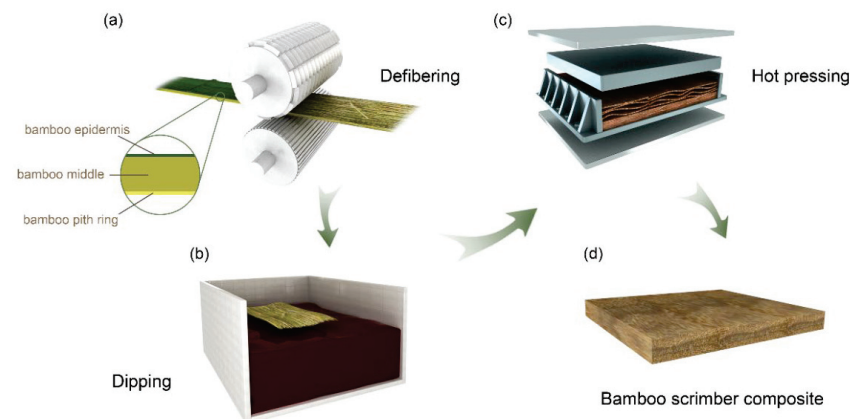 (a)
Defibering
bamboo epidermis
bamboo middle
bamboo pith ring
(b)
Dipping
(c)
Hot pressing
(d)
Bamboo scrimber composite